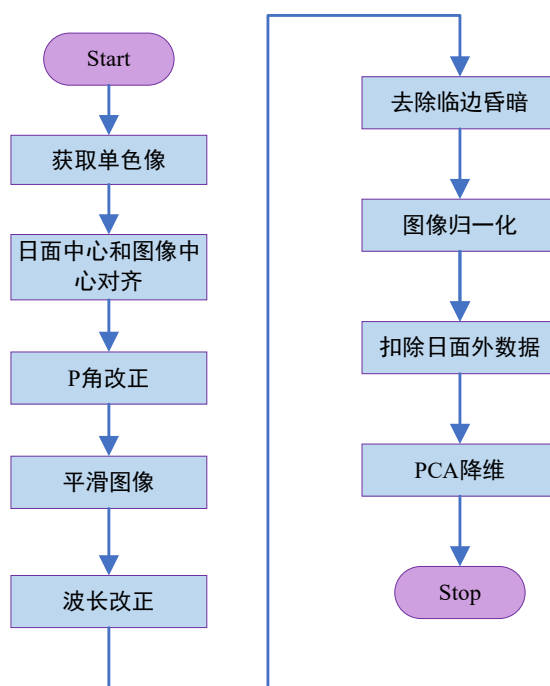 Start
获取单色像
日面中心和图像中
心对齐
P角改正
平滑图像
波长改正
去除临边昏暗
图像归一化
扣除日面外数据
PCA降维
Stop